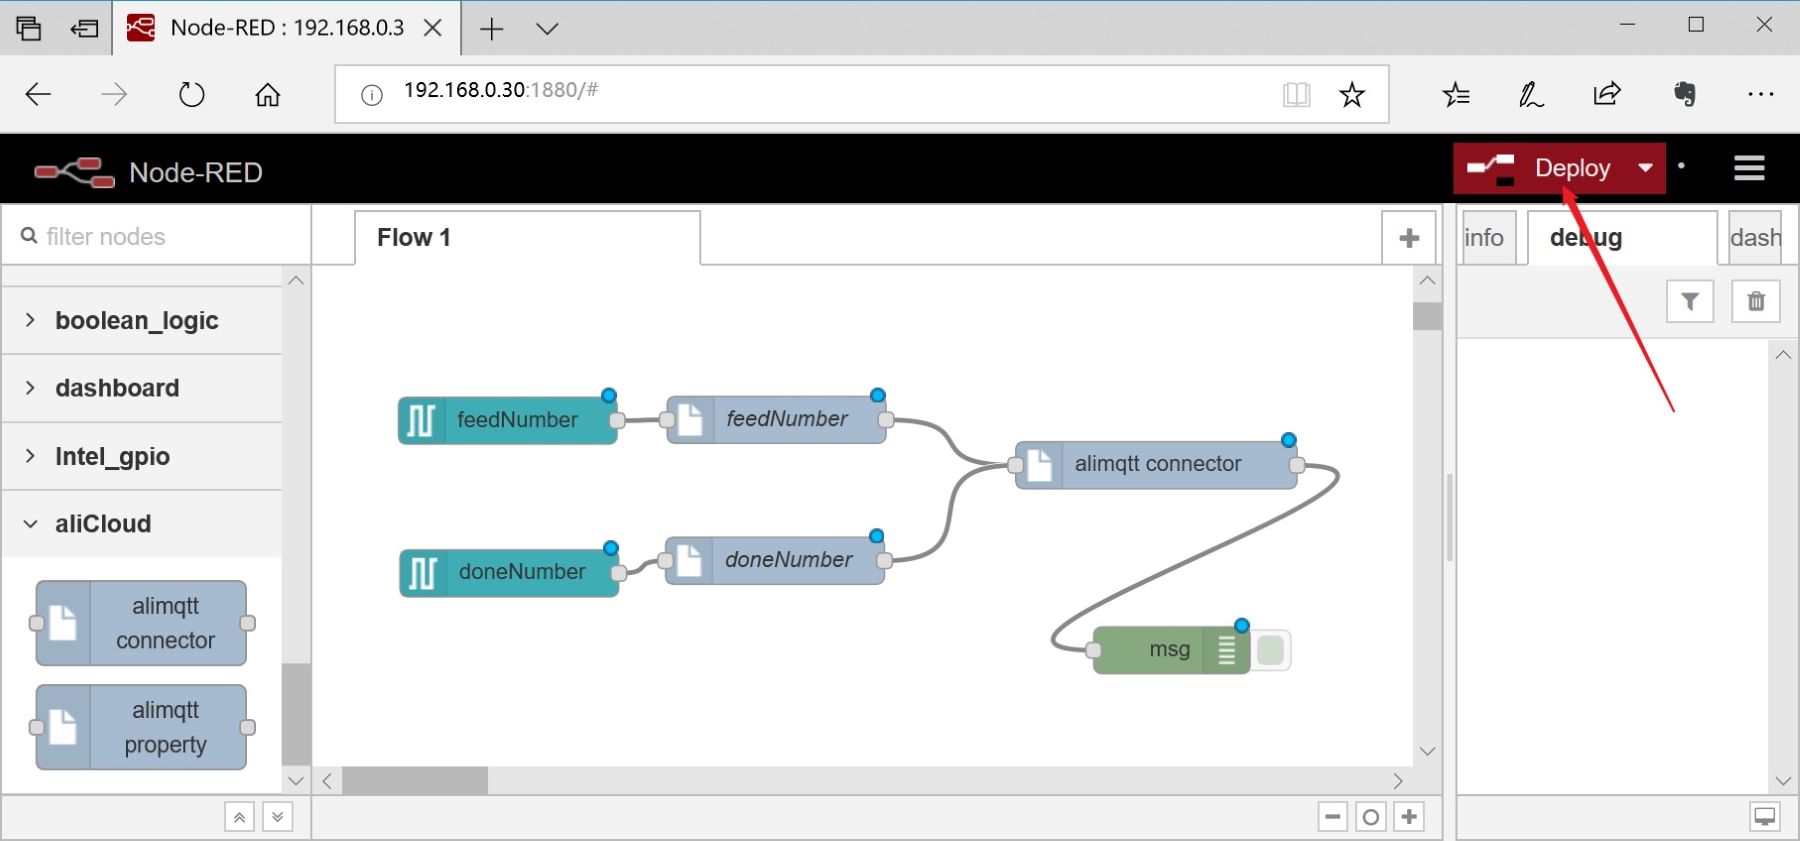 Node-RED : 192.168.0.3
192.168.0.30:1880/#
Node-RED
Deploy
filter nodes
Flow 1
info
debug
dash
boolean_logic
dashboard
Intel_gpio
aliCloud
alimqtt
connector
alimqtt
property
feedNumber
feedNumber
alimqtt connector
doneNumber
doneNumber
msg